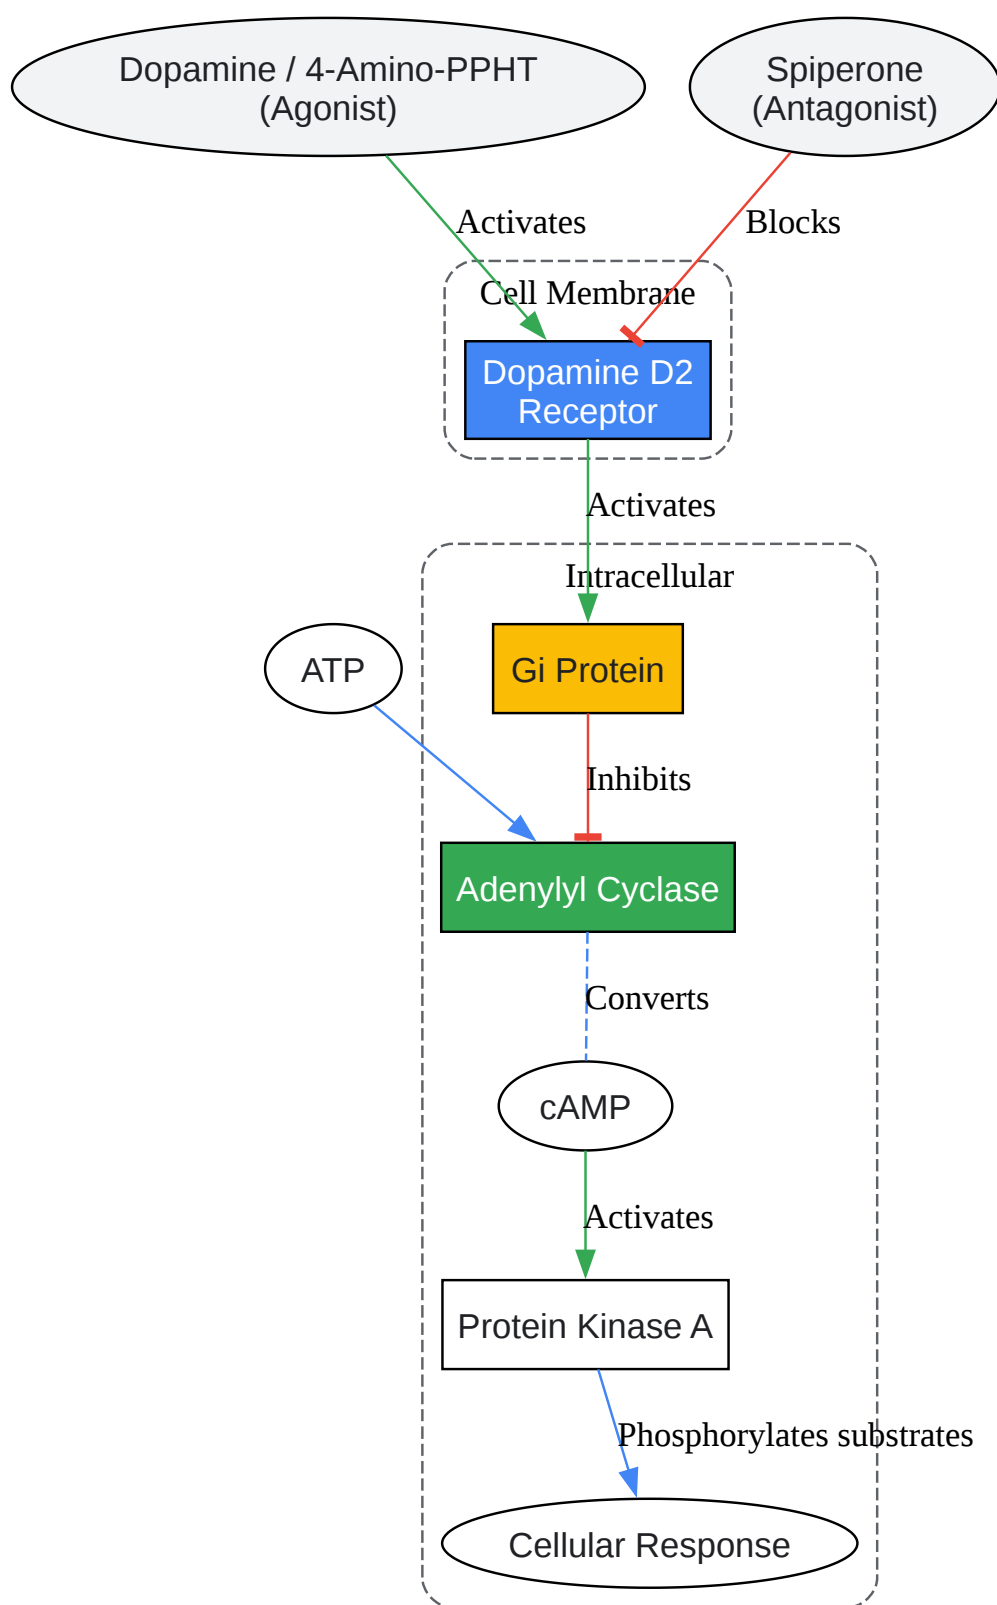 Dopamine / 4-Amino-PPHT
(Agonist)
Spiperone
(Antagonist)
Activates
Blocks
Cell Membrane
Dopamine D2
Receptor
Activates
Intracellular
ATP
Gi Protein
Inhibits
Adenylyl Cyclase
Converts
cAMP
Activates
Protein Kinase A
Phosphorylates substrates
Cellular Response